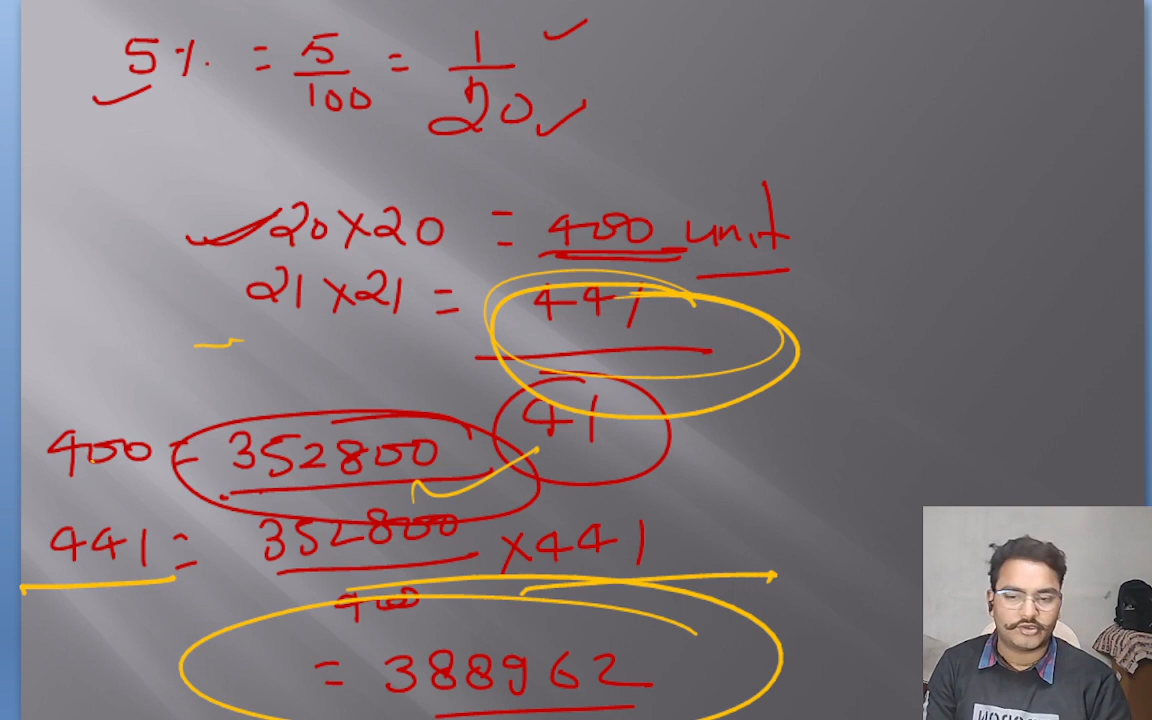 5% = 5/100 = 1/20
20×20 = 400 unit
21×21 = 441
41
400 = 352800
441 = 352800/400 ×441
= 388962